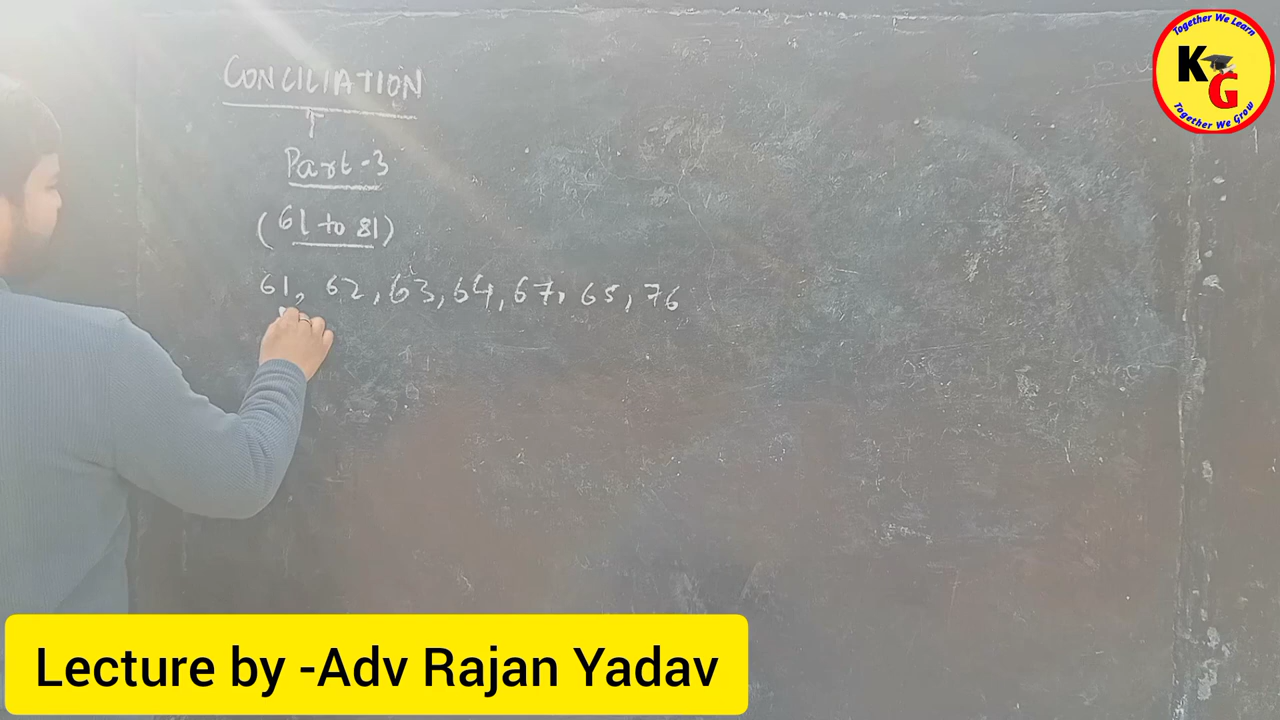 CONCILIATION
Part-3
(61 to 81)
61, 62, 63, 64, 67, 65, 76
Together We Learn
KG
Together We Grow
Lecture by -Adv Rajan Yadav